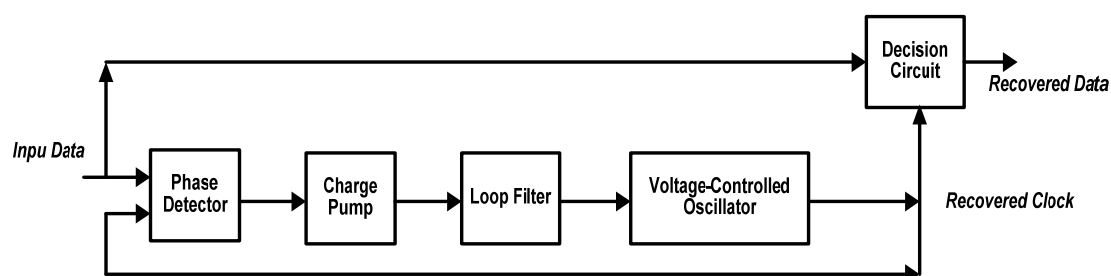 Decision
Circuit
Recovered Data
Inpu Data
Phase
Detector
Charge
Pump
Loop Filter
Voltage-Controlled
Oscillator
Recovered Clock